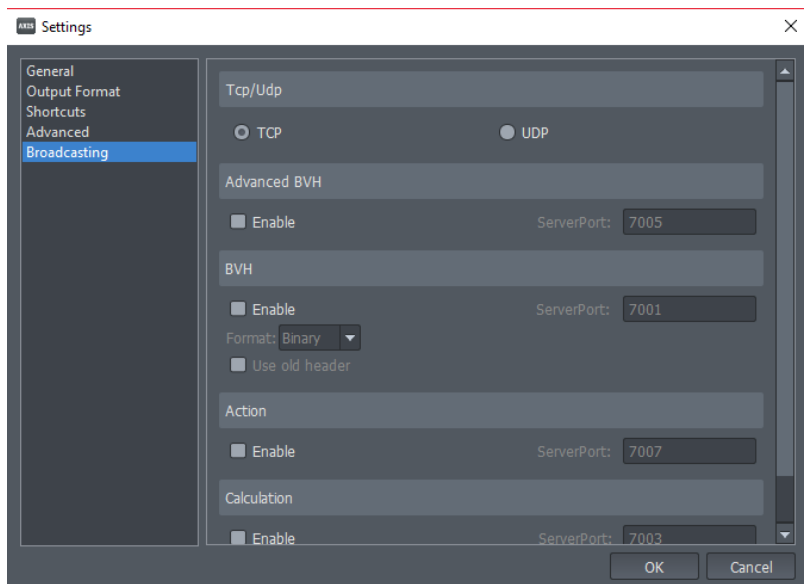 AXIS Settings
General
Output Format
Shortcuts
Advanced
Broadcasting
Tcp/Udp
TCP UDP
Advanced BVH
Enable ServerPort: 7005
BVH
Enable ServerPort: 7001
Format: Binary
Use old header
Action
Enable ServerPort: 7007
Calculation
Enable ServerPort: 7003
OK Cancel